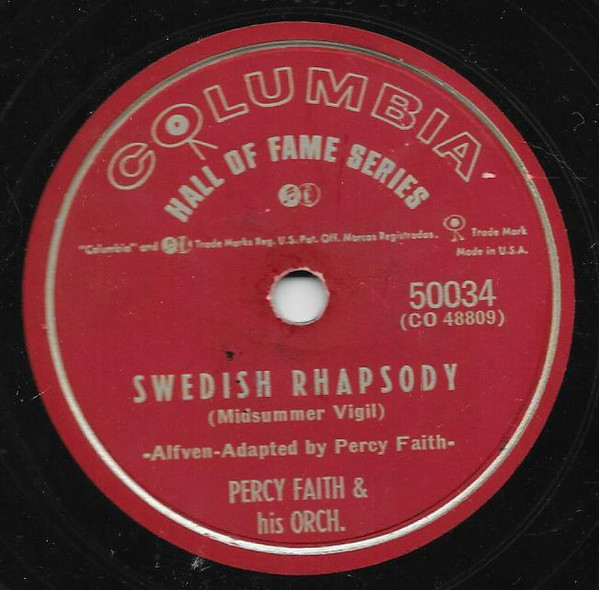 COLUMBIA
HALL OF FAME SERIES
"Columbia" and Trade Marks Reg. U.S. Pat. Off. Marcas Registradas. Trade Mark
Made in U.S.A.
50034
(CO 48809)
SWEDISH RHAPSODY
(Midsummer Vigil)
-Alfven-Adapted by Percy Faith-
PERCY FAITH &
his ORCH.